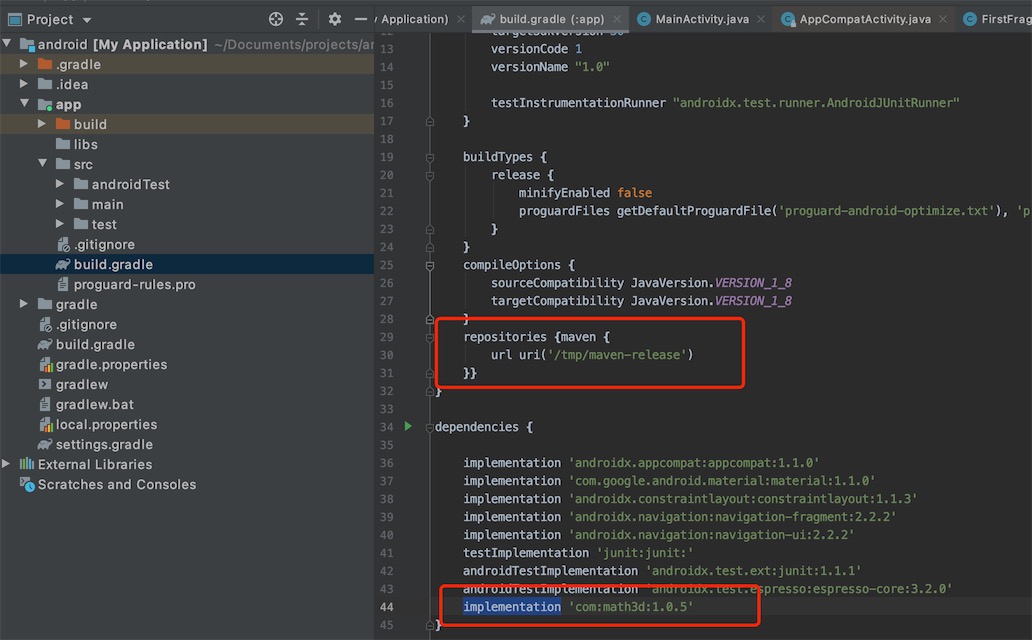 Project
android [My Application] ~/Documents/projects/ar
.gradle
.idea
app
build
libs
src
androidTest
main
test
.gitignore
build.gradle
proguard-rules.pro
gradle
.gitignore
build.gradle
gradle.properties
gradlew
gradlew.bat
local.properties
settings.gradle
External Libraries
Scratches and Consoles
y Application) build.gradle (:app) MainActivity.java AppCompatActivity.java FirstFrag
13 versionCode 1
14 versionName "1.0"
15
16 testInstrumentationRunner "androidx.test.runner.AndroidJUnitRunner"
17 }
18
19 buildTypes {
20 release {
21 minifyEnabled false
22 proguardFiles getDefaultProguardFile('proguard-android-optimize.txt'), 'p
23 }
24 }
25 compileOptions {
26 sourceCompatibility JavaVersion.VERSION_1_8
27 targetCompatibility JavaVersion.VERSION_1_8
28 }
29 repositories {maven {
30 url uri('/tmp/maven-release')
31 }}
32 }
33
34 dependencies {
35
36 implementation 'androidx.appcompat:appcompat:1.1.0'
37 implementation 'com.google.android.material:material:1.1.0'
38 implementation 'androidx.constraintlayout:constraintlayout:1.1.3'
39 implementation 'androidx.navigation:navigation-fragment:2.2.2'
40 implementation 'androidx.navigation:navigation-ui:2.2.2'
41 testImplementation 'junit:junit:'
42 androidTestImplementation 'androidx.test.ext:junit:1.1.1'
43 androidTestImplementation 'androidx.test.espresso:espresso-core:3.2.0'
44 implementation 'com:math3d:1.0.5'
45 }